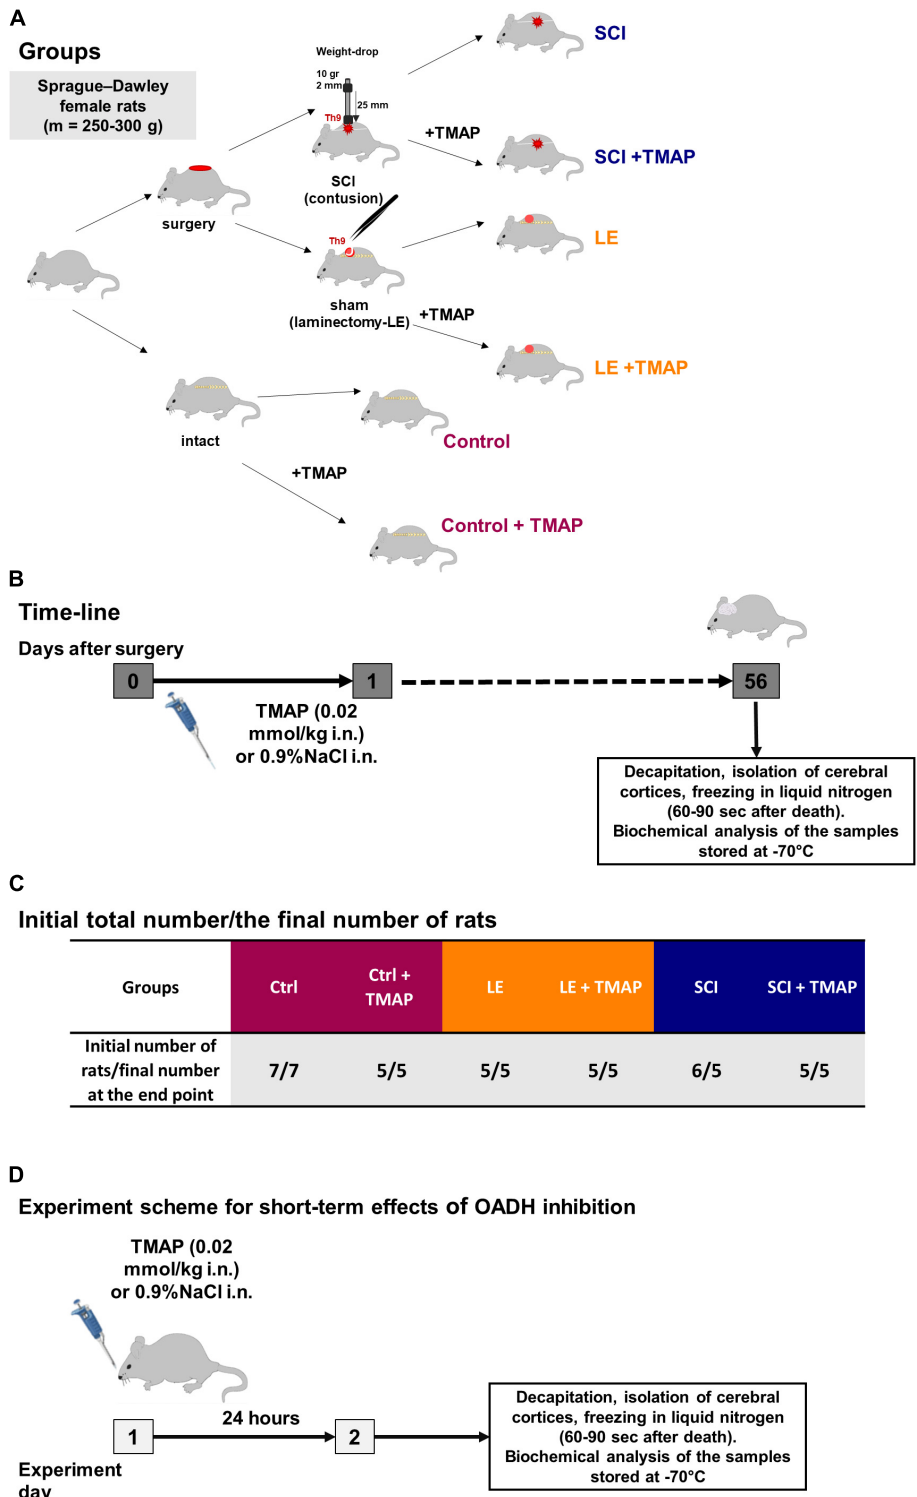 A
Groups
Sprague–Dawley
female rats
(m = 250-300 g)
surgery
Weight-drop
10 gr
2 mm
25 mm
Th9
SCI
(contusion)
+TMAP
SCI
SCI +TMAP
Th9
sham
(laminectomy-LE)
+TMAP
LE
LE +TMAP
intact
Control
+TMAP
Control + TMAP
B
Time-line
Days after surgery
0
1
56
TMAP (0.02
mmol/kg i.n.)
or 0.9%NaCl i.n.
Decapitation, isolation of cerebral
cortices, freezing in liquid nitrogen
(60-90 sec after death).
Biochemical analysis of the samples
stored at -70°C
C
Initial total number/the final number of rats
Groups
Ctrl
Ctrl +
TMAP
LE
LE + TMAP
SCI
SCI + TMAP
Initial number of
rats/final number
at the end point
7/7
5/5
5/5
5/5
6/5
5/5
D
Experiment scheme for short-term effects of OADH inhibition
TMAP (0.02
mmol/kg i.n.)
or 0.9%NaCl i.n.
1
24 hours
2
Experiment
day
Decapitation, isolation of cerebral
cortices, freezing in liquid nitrogen
(60-90 sec after death).
Biochemical analysis of the samples
stored at -70°C